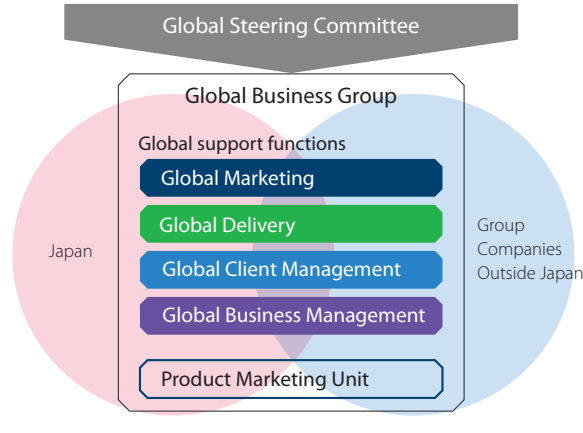 Global Steering Committee
Global Business Group
Global support functions
Global Marketing
Global Delivery
Global Client Management
Global Business Management
Product Marketing Unit
Japan
Group
Companies
Outside Japan